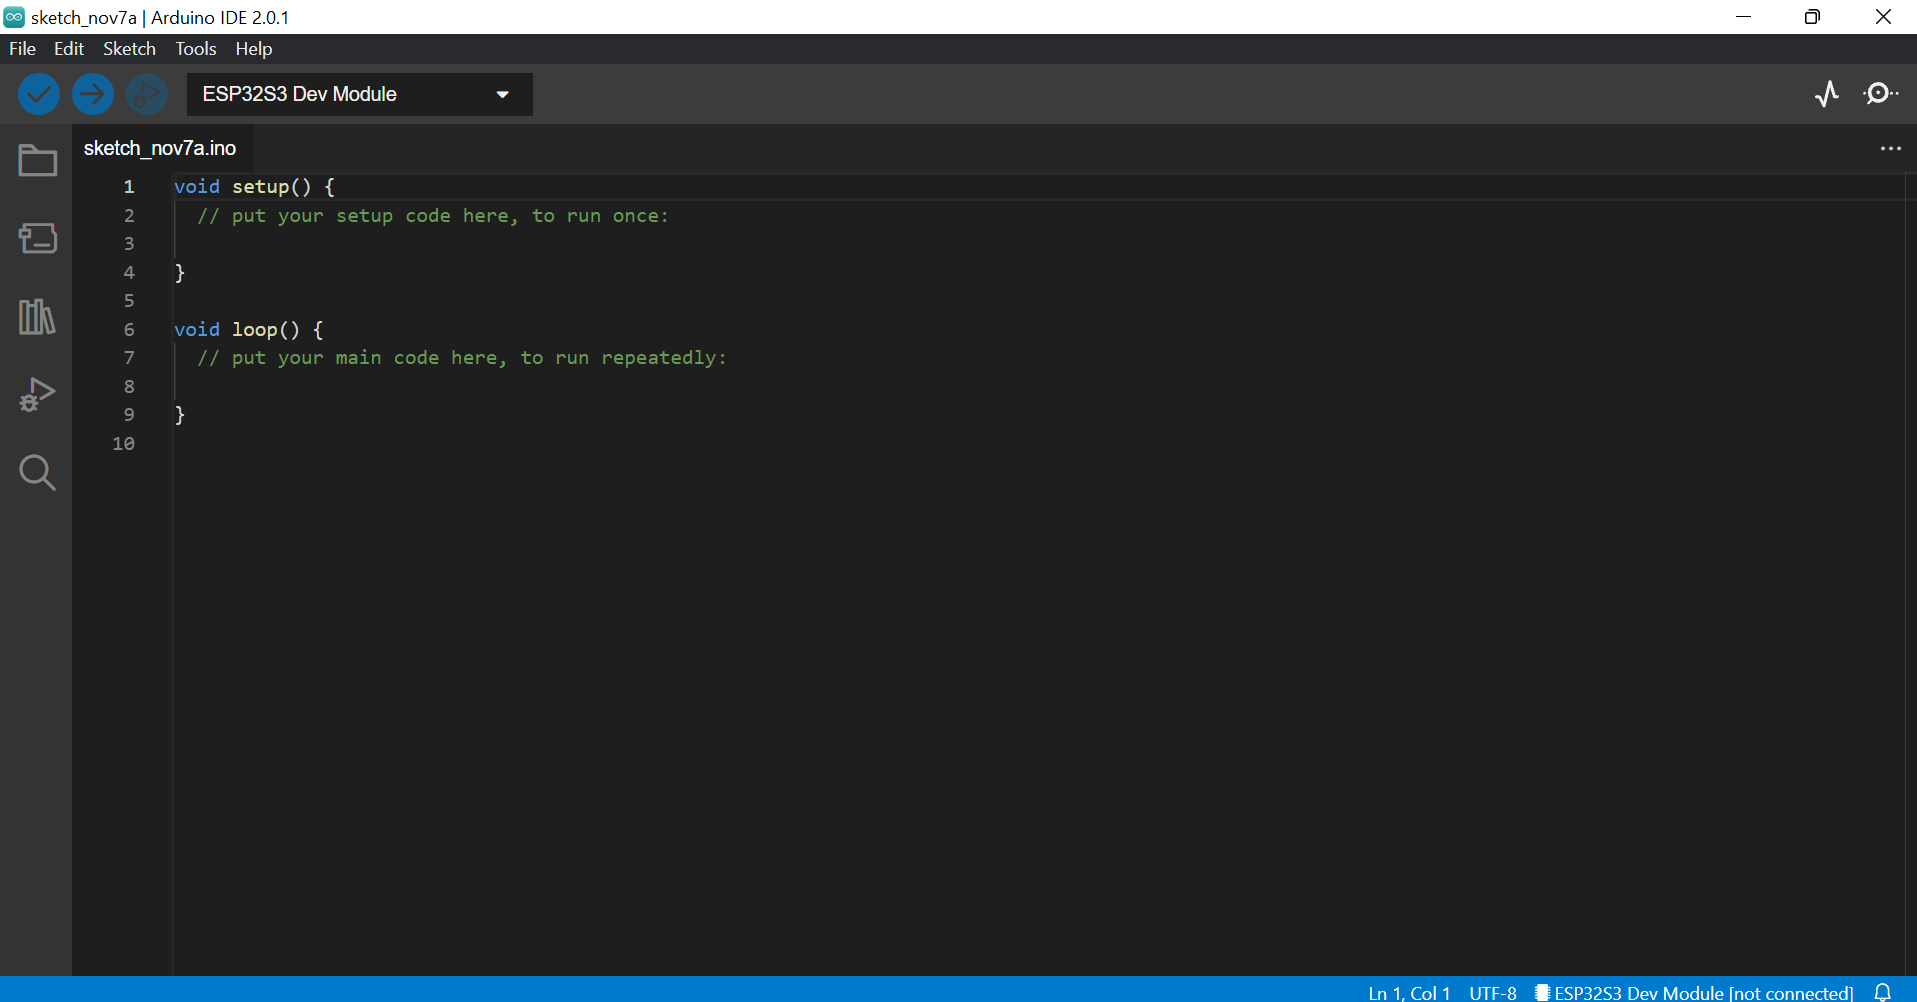 sketch_nov7a | Arduino IDE 2.0.1
File Edit Sketch Tools Help
ESP32S3 Dev Module
sketch_nov7a.ino
1 void setup() {
2 // put your setup code here, to run once:
3
4 }
5
6 void loop() {
7 // put your main code here, to run repeatedly:
8
9 }
10
Ln 1, Col 1 UTF-8 ESP32S3 Dev Module [not connected]